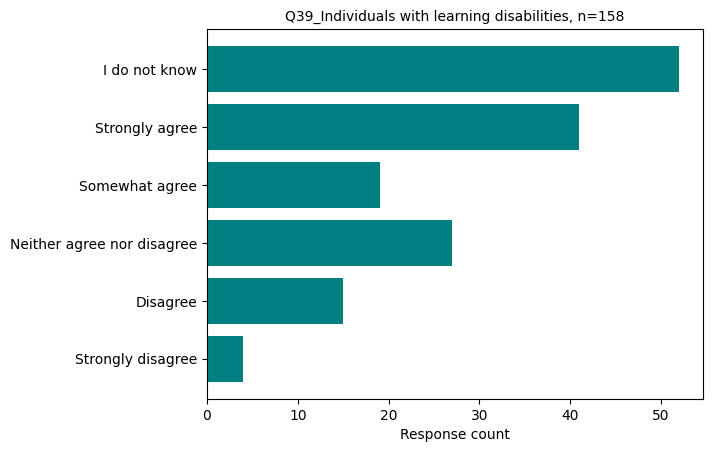 Q39_Individuals with learning disabilities, n=158
I do not know
Strongly agree
Somewhat agree
Neither agree nor disagree
Disagree
Strongly disagree
0 10 20 30 40 50
Response count